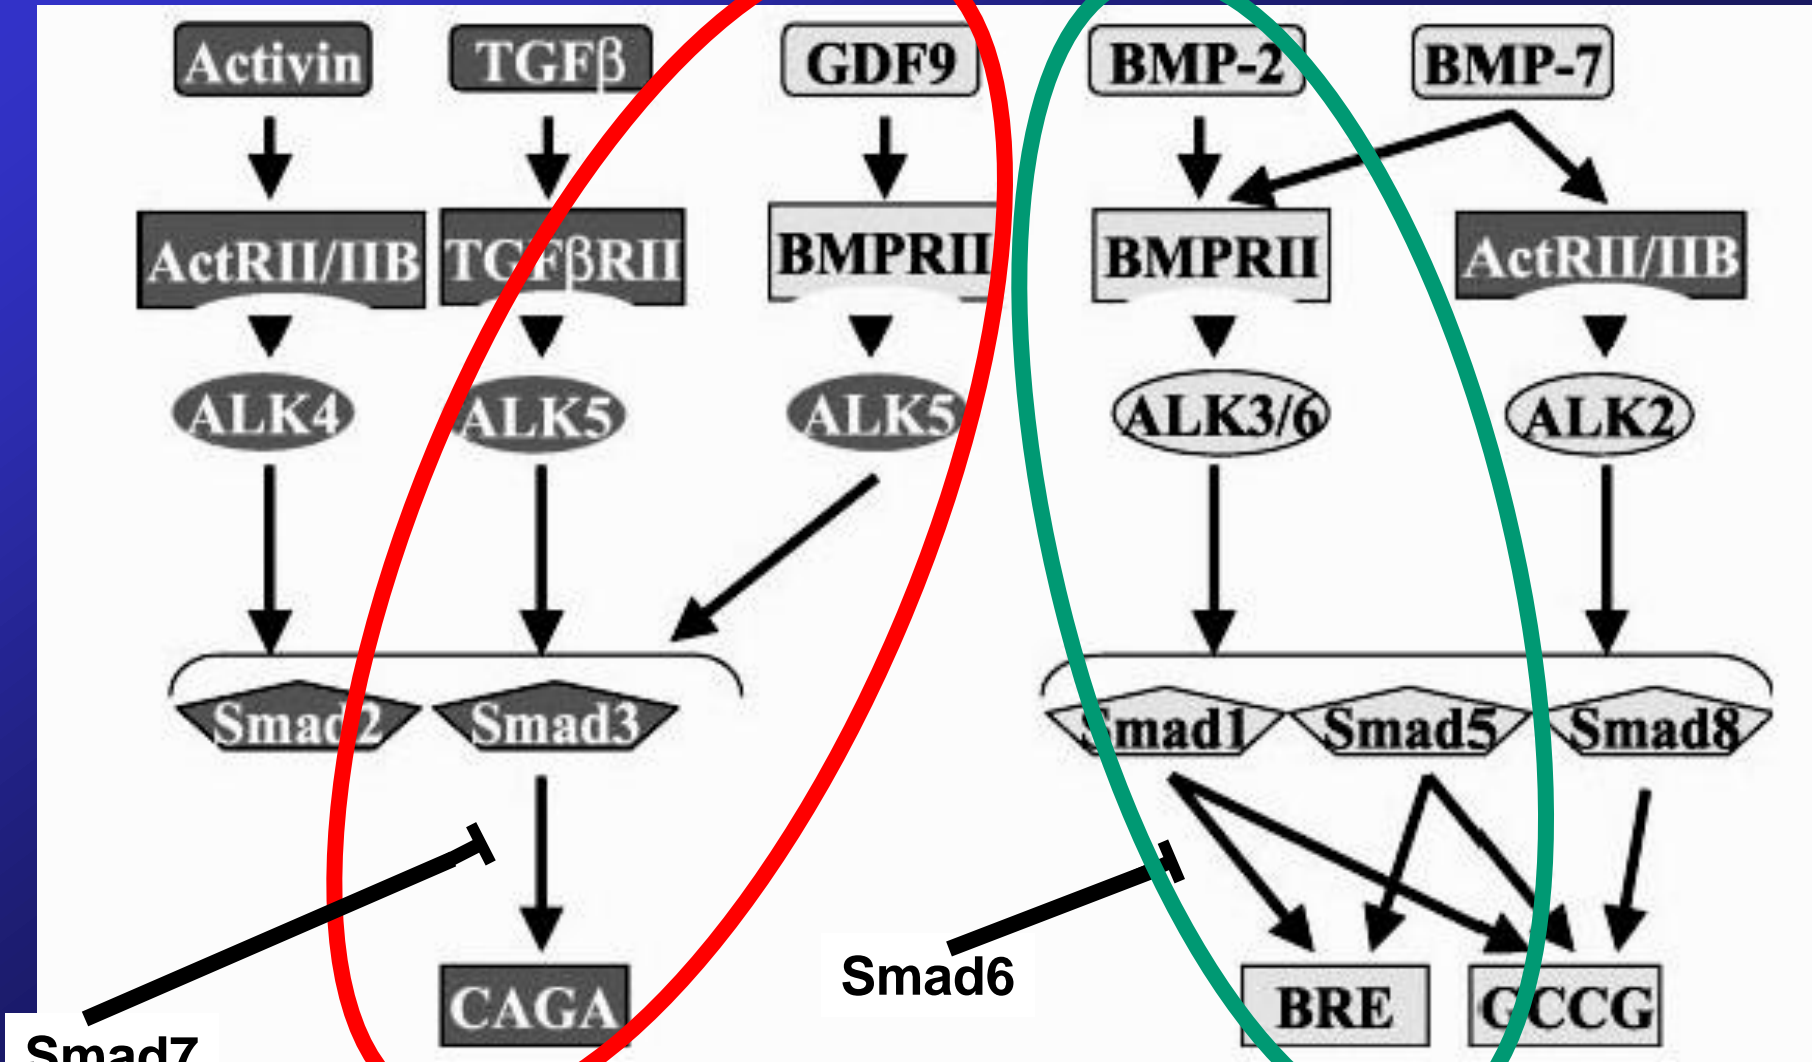 Activin TGFβ GDF9 BMP-2 BMP-7
ActRII/IIB TGFβRII BMPRII BMPRII ActRII/IIB
ALK4 ALK5 ALK5 ALK3/6 ALK2
Smad2 Smad3 Smad1 Smad5 Smad8
Smad6
CAGA BRE GCCG
Smad7